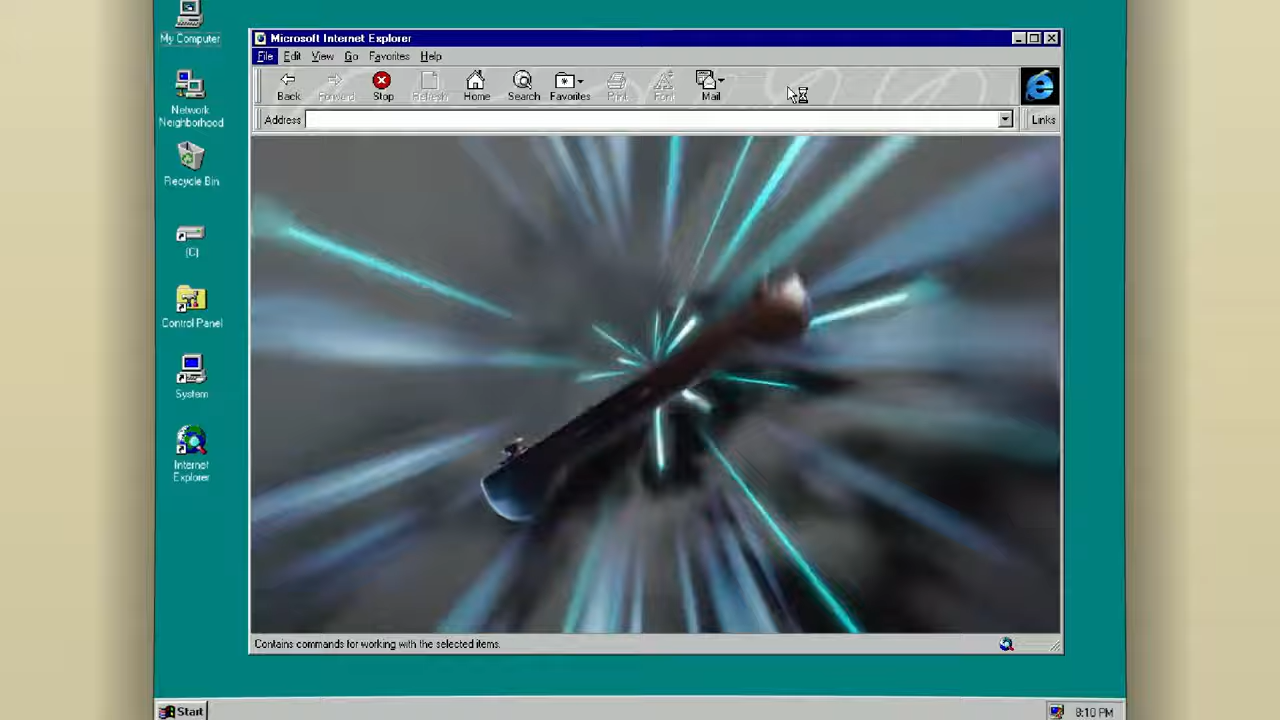 My Computer
Microsoft Internet Explorer
File Edit View Go Favorites Help
Back Forward Stop Refresh Home Search Favorites Print Font Mail
Address
Links
Network
Neighborhood
Recycle Bin
(C)
Control Panel
System
Internet
Explorer
Contains commands for working with the selected items.
Start
8:10 PM